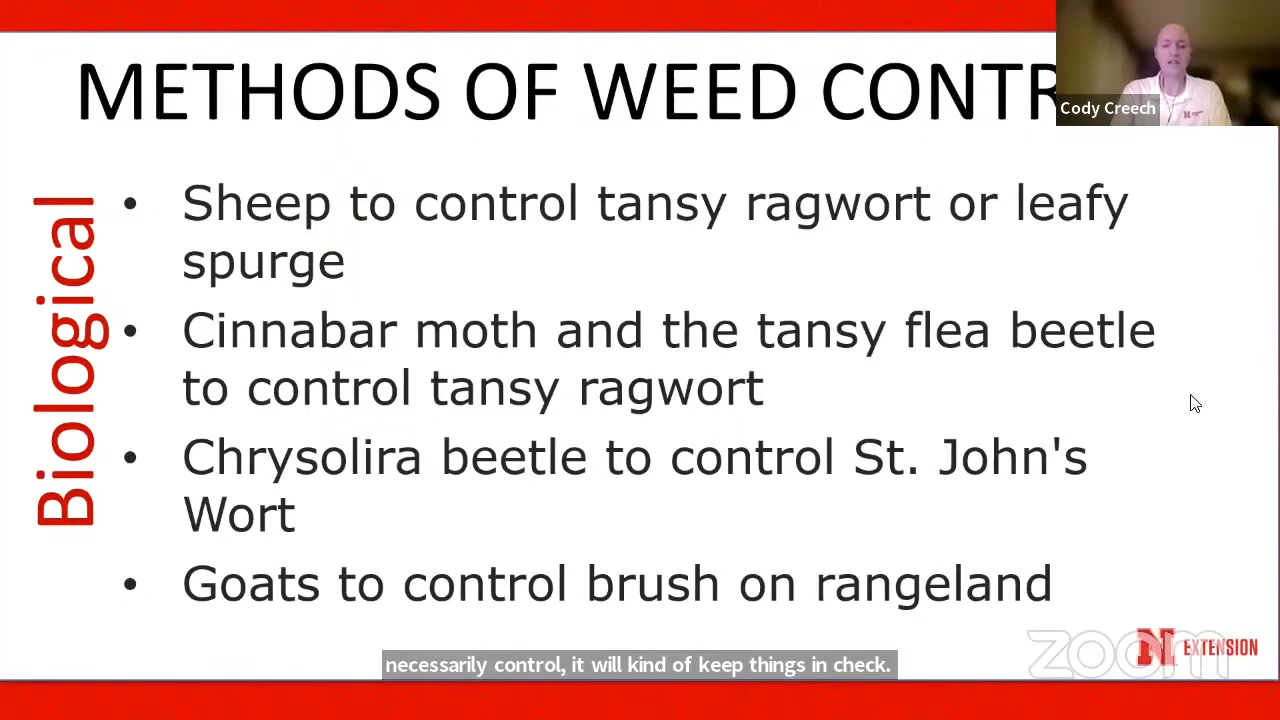 METHODS OF WEED CONTR
Cody Creech
Biological
• Sheep to control tansy ragwort or leafy
spurge
• Cinnabar moth and the tansy flea beetle
to control tansy ragwort
• Chrysolira beetle to control St. John's
Wort
• Goats to control brush on rangeland
zoom
N EXTENSION
necessarily control, it will kind of keep things in check.